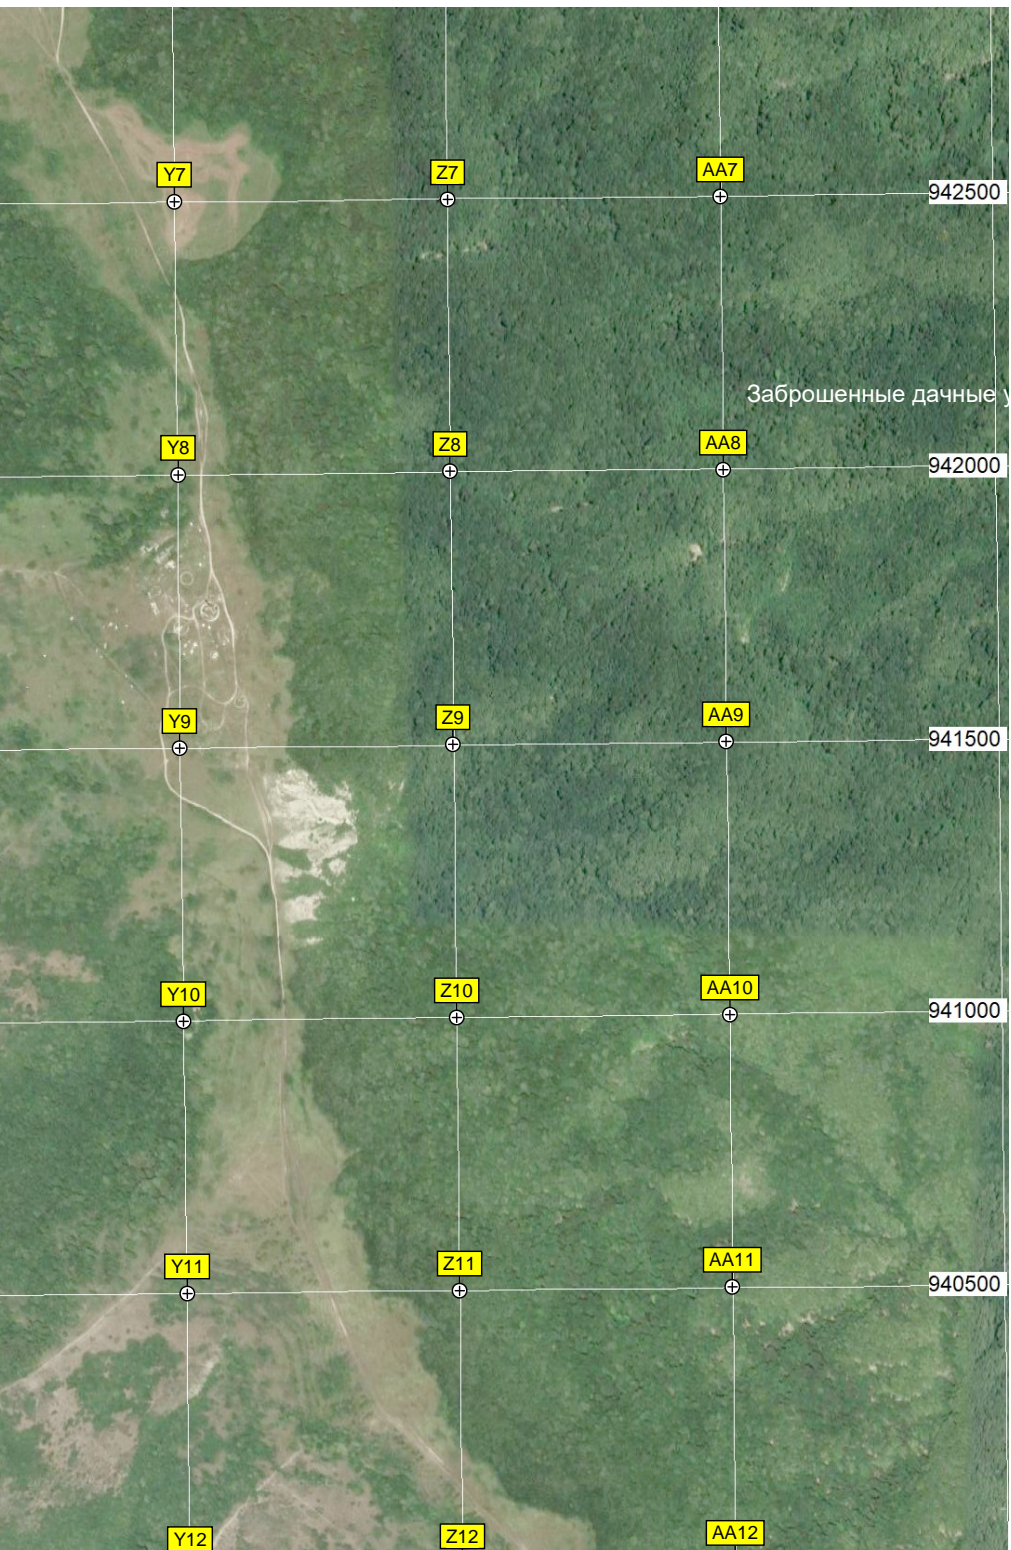 Y7 Z7 AA7 942500
Заброшенные дачные
Y8 Z8 AA8 942000
Y9 Z9 AA9 941500
Y10 Z10 AA10 941000
Y11 Z11 AA11 940500
Y12 Z12 AA12